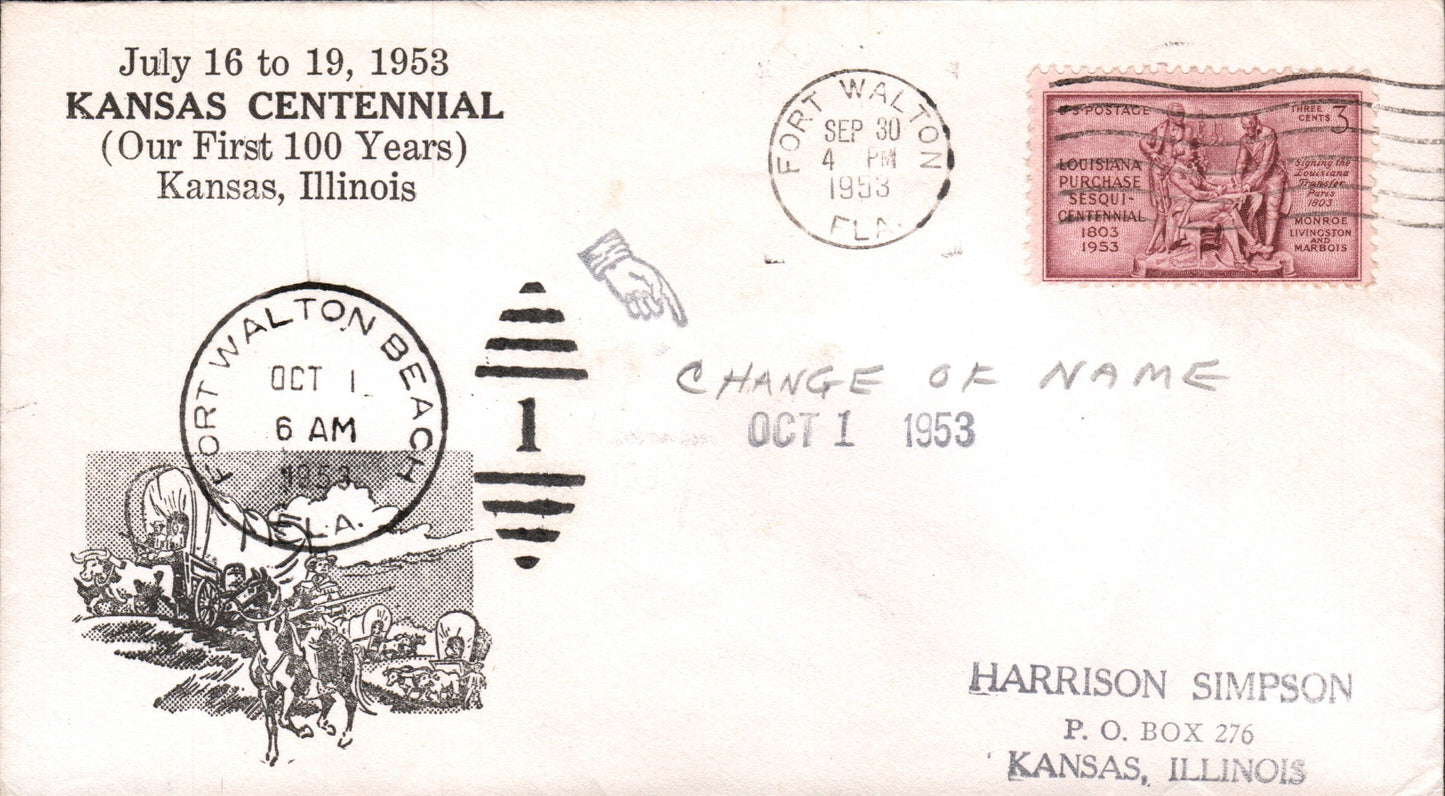 July 16 to 19, 1953
KANSAS CENTENNIAL
(Our First 100 Years)
Kansas, Illinois
FORT WALTON
SEP 30
4 PM
1953
FLA.
U·S·POSTAGE
THREE CENTS 3
LOUISIANA
PURCHASE
SESQUI-
CENTENNIAL
1803
1953
Signing the
Louisiana
Transfer
Paris
1803
MONROE
LIVINGSTON
AND
MARBOIS
FORT WALTON BEACH
OCT 1
6 AM
1953
FLA.
1
CHANGE OF NAME
OCT 1 1953
HARRISON SIMPSON
P. O. BOX 276
KANSAS, ILLINOIS